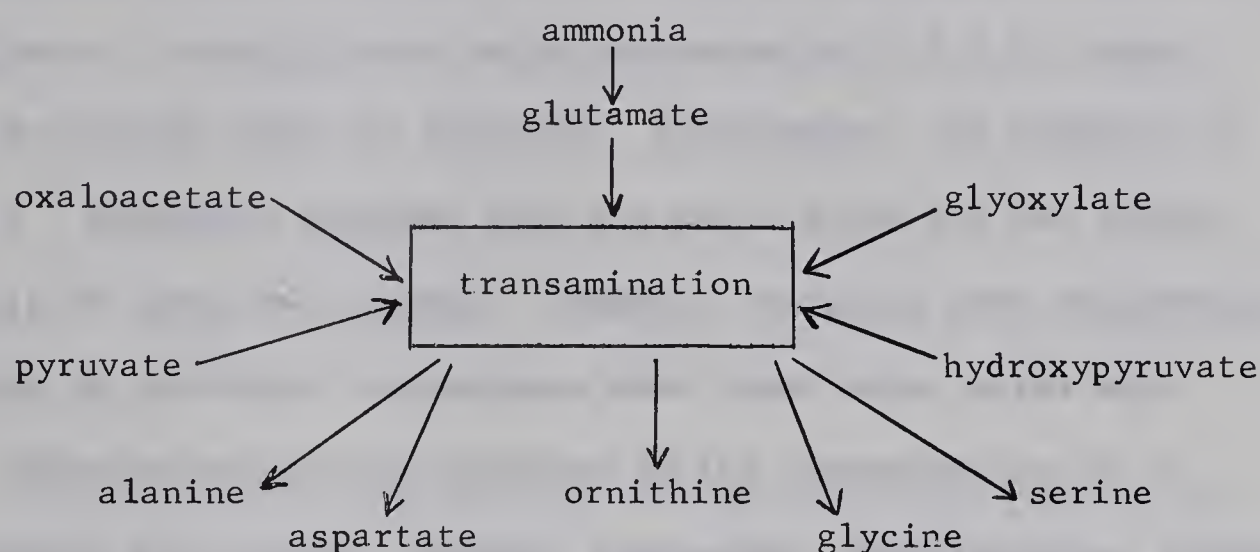 ammonia
glutamate
oxaloacetate
glyoxylate
transamination
pyruvate
hydroxypyruvate
alanine
ornithine
serine
aspartate
glycine